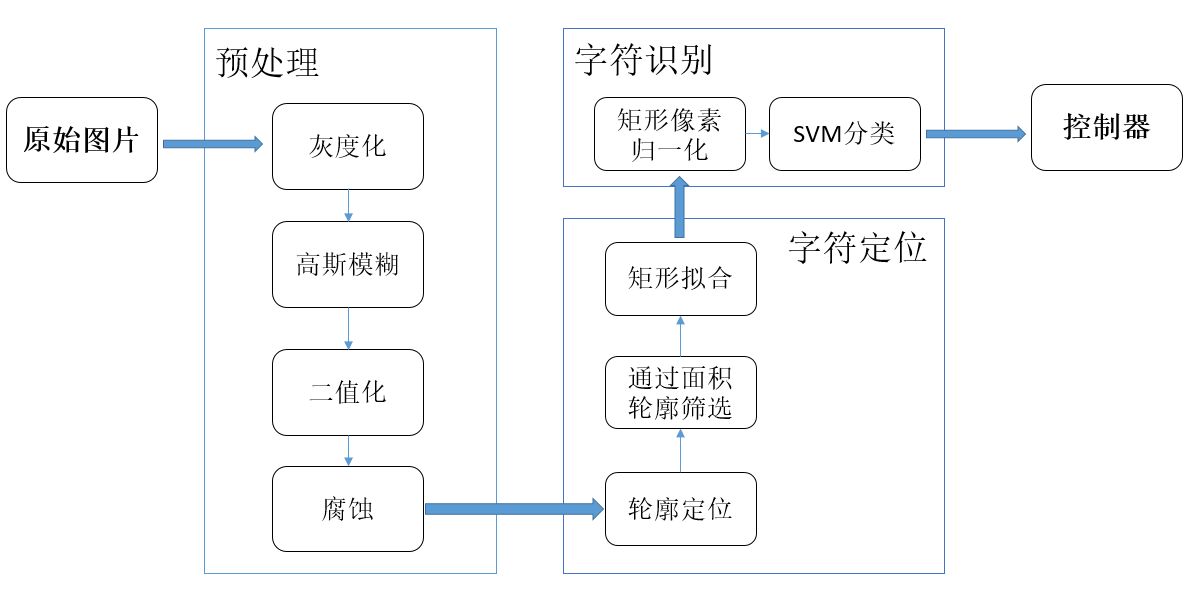 原始图片
预处理
灰度化
高斯模糊
二值化
腐蚀
字符定位
轮廓定位
通过面积
轮廓筛选
矩形拟合
字符识别
矩形像素
归一化
SVM分类
控制器